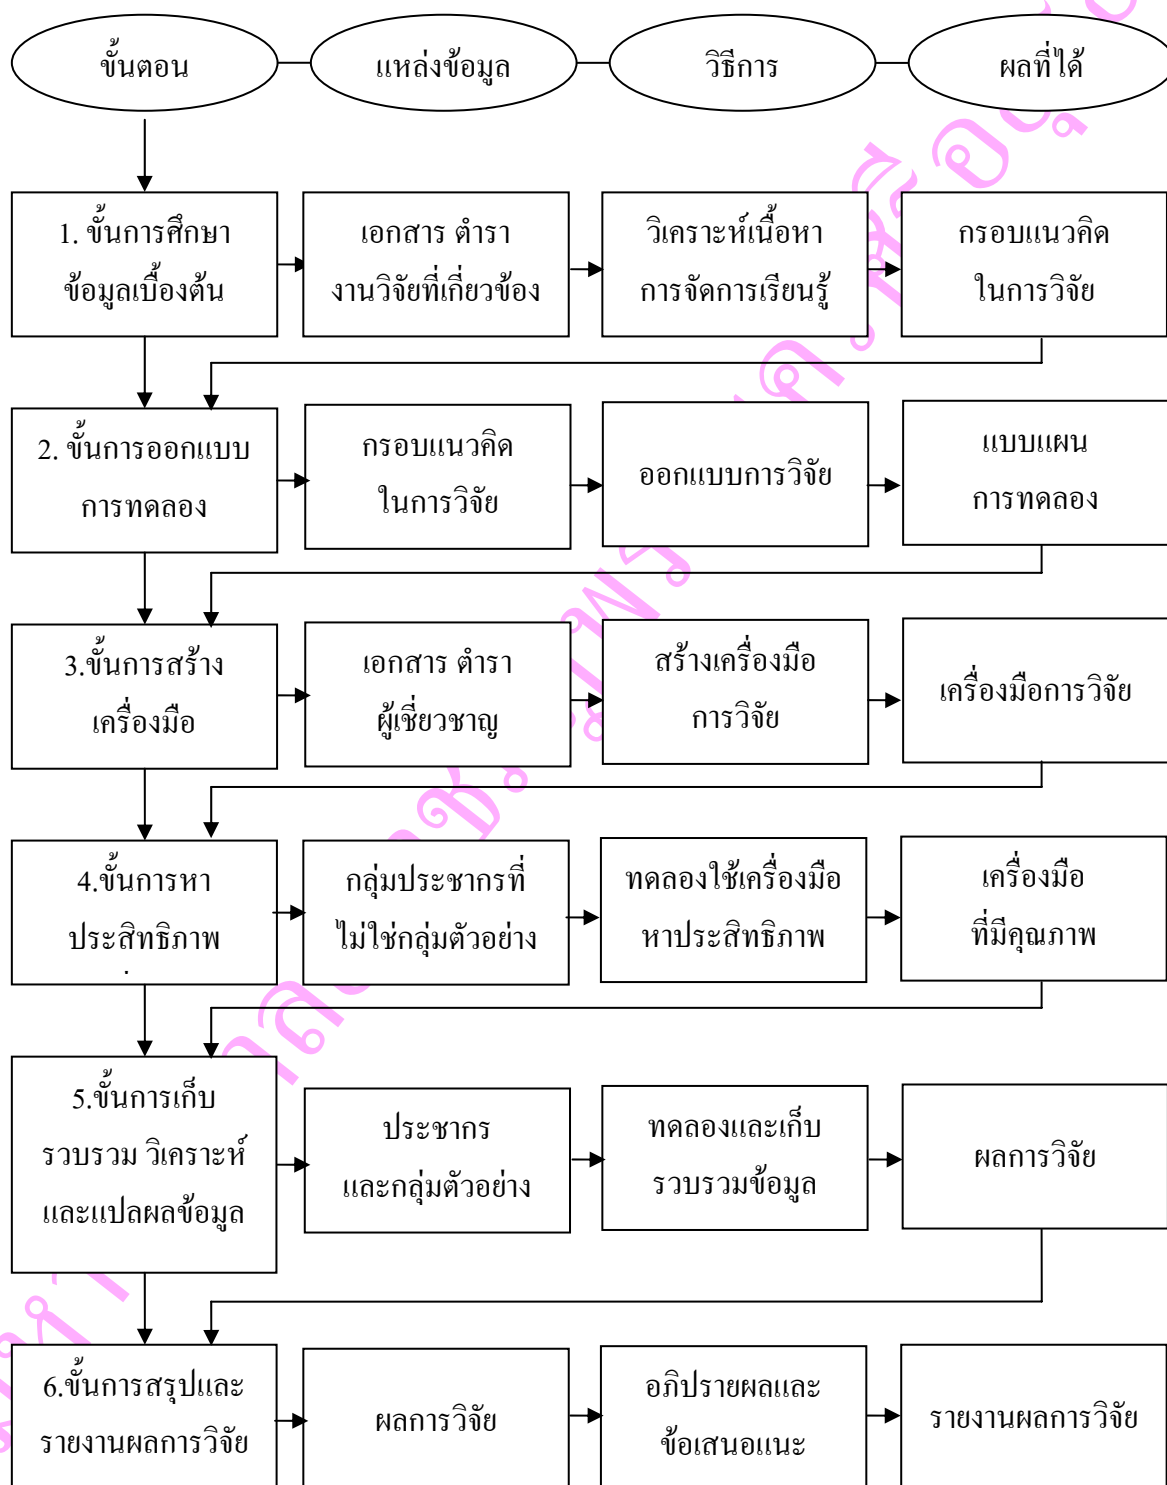 ขั้นตอน
แหล่งข้อมูล
วิธีการ
ผลที่ได้
1. ขั้นการศึกษา
ข้อมูลเบื้องต้น
เอกสาร ตำรา
งานวิจัยที่เกี่ยวข้อง
วิเคราะห์เนื้อหา
การจัดการเรียนรู้
กรอบแนวคิด
ในการวิจัย
2. ขั้นการออกแบบ
การทดลอง
กรอบแนวคิด
ในการวิจัย
ออกแบบการวิจัย
แบบแผน
การทดลอง
3.ขั้นการสร้าง
เครื่องมือ
เอกสาร ตำรา
ผู้เชี่ยวชาญ
สร้างเครื่องมือ
การวิจัย
เครื่องมือการวิจัย
4.ขั้นการหา
ประสิทธิภาพ
กลุ่มประชากรที่
ไม่ใช่กลุ่มตัวอย่าง
ทดลองใช้เครื่องมือ
หาประสิทธิภาพ
เครื่องมือ
ที่มีคุณภาพ
5.ขั้นการเก็บ
รวบรวม วิเคราะห์
และแปลผลข้อมูล
ประชากร
และกลุ่มตัวอย่าง
ทดลองและเก็บ
รวบรวมข้อมูล
ผลการวิจัย
6.ขั้นการสรุปและ
รายงานผลการวิจัย
ผลการวิจัย
อภิปรายผลและ
ข้อเสนอแนะ
รายงานผลการวิจัย